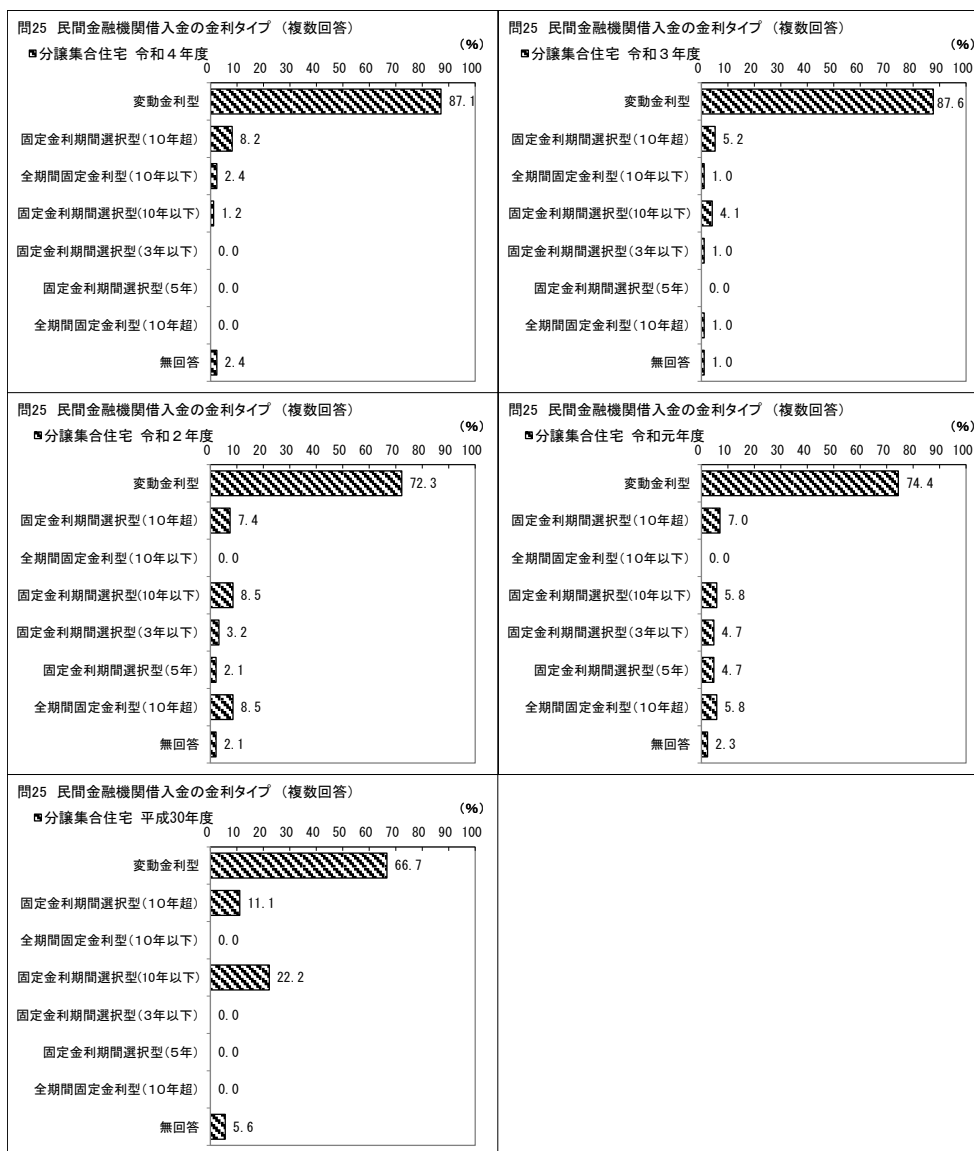 問25 民間金融機関借入金の金利タイプ (複数回答)
(%)
分譲集合住宅 令和4年度
0 10 20 30 40 50 60 70 80 90 100
変動金利型 87.1
固定金利期間選択型(10年超) 8.2
全期間固定金利型(10年以下) 2.4
固定金利期間選択型(10年以下) 1.2
固定金利期間選択型(3年以下) 0.0
固定金利期間選択型(5年) 0.0
全期間固定金利型(10年超) 0.0
無回答 2.4
問25 民間金融機関借入金の金利タイプ (複数回答)
(%)
分譲集合住宅 令和3年度
0 10 20 30 40 50 60 70 80 90 100
変動金利型 87.6
固定金利期間選択型(10年超) 5.2
全期間固定金利型(10年以下) 1.0
固定金利期間選択型(10年以下) 4.1
固定金利期間選択型(3年以下) 1.0
固定金利期間選択型(5年) 0.0
全期間固定金利型(10年超) 1.0
無回答 1.0
問25 民間金融機関借入金の金利タイプ (複数回答)
(%)
分譲集合住宅 令和2年度
0 10 20 30 40 50 60 70 80 90 100
変動金利型 72.3
固定金利期間選択型(10年超) 7.4
全期間固定金利型(10年以下) 0.0
固定金利期間選択型(10年以下) 8.5
固定金利期間選択型(3年以下) 3.2
固定金利期間選択型(5年) 2.1
全期間固定金利型(10年超) 8.5
無回答 2.1
問25 民間金融機関借入金の金利タイプ (複数回答)
(%)
分譲集合住宅 令和元年度
0 10 20 30 40 50 60 70 80 90 100
変動金利型 74.4
固定金利期間選択型(10年超) 7.0
全期間固定金利型(10年以下) 0.0
固定金利期間選択型(10年以下) 5.8
固定金利期間選択型(3年以下) 4.7
固定金利期間選択型(5年) 4.7
全期間固定金利型(10年超) 5.8
無回答 2.3
問25 民間金融機関借入金の金利タイプ (複数回答)
(%)
分譲集合住宅 平成30年度
0 10 20 30 40 50 60 70 80 90 100
変動金利型 66.7
固定金利期間選択型(10年超) 11.1
全期間固定金利型(10年以下) 0.0
固定金利期間選択型(10年以下) 22.2
固定金利期間選択型(3年以下) 0.0
固定金利期間選択型(5年) 0.0
全期間固定金利型(10年超) 0.0
無回答 5.6